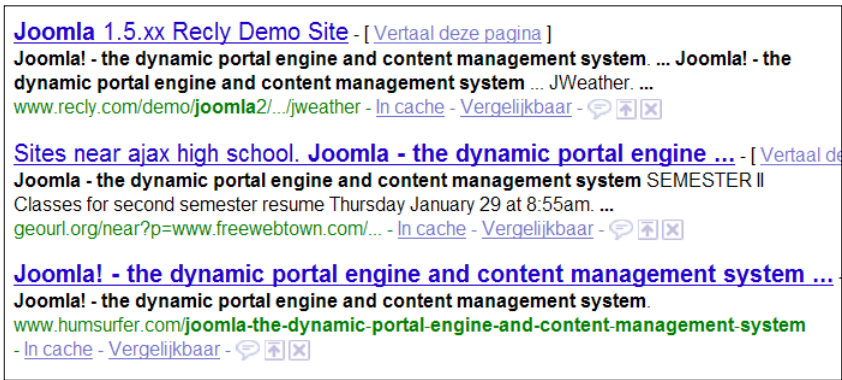 Joomla 1.5.xx Recly Demo Site - [ Vertaal deze pagina ]
Joomla! - the dynamic portal engine and content management system. ... Joomla! - the
dynamic portal engine and content management system ... JWeather. ...
www.recly.com/demo/joomla2/.../jweather - In cache - Vergelijkbaar -
Sites near ajax high school. Joomla - the dynamic portal engine ... - [ Vertaal de
Joomla - the dynamic portal engine and content management system SEMESTER II
Classes for second semester resume Thursday January 29 at 8:55am. ...
geourl.org/near?p=www.freewebtown.com/... - In cache - Vergelijkbaar -
Joomla! - the dynamic portal engine and content management system ... -
Joomla! - the dynamic portal engine and content management system.
www.humsurfer.com/joomla-the-dynamic-portal-engine-and-content-management-system
- In cache - Vergelijkbaar -